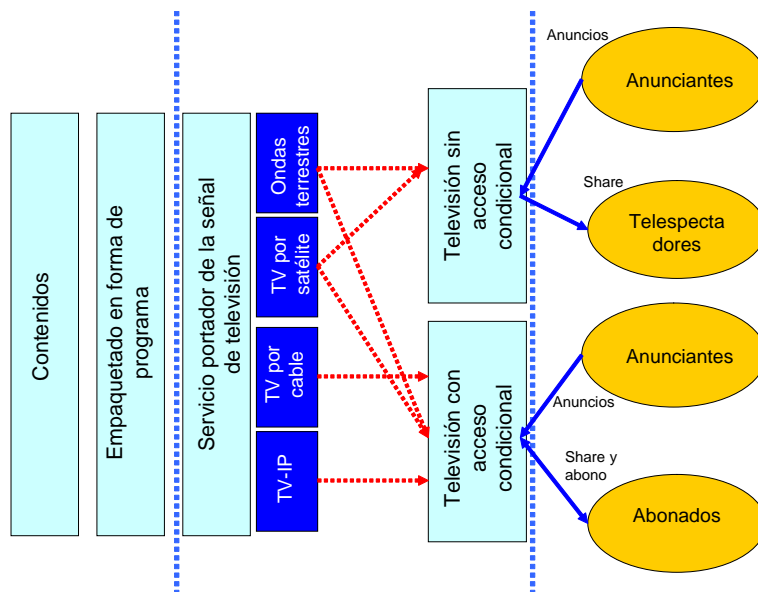 Contenidos
Empaquetado en forma de
programa
Servicio portador de la señal
de televisión
Ondas
terrestres
TV por
satélite
TV por
cable
TV-IP
Televisión sin
acceso
condicional
Televisión con
acceso
condicional
Anuncios
Anunciantes
Share
Telespecta
dores
Anunciantes
Anuncios
Share y
abono
Abonados